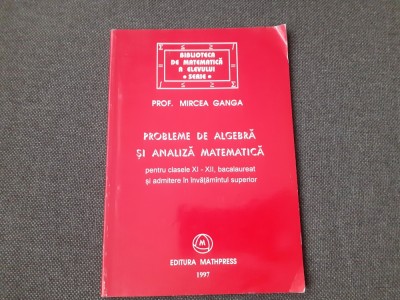 BIBLIOTECA
DE MATEMATICĂ
A ELEVULUI
• SERIE •
PROF. MIRCEA GANGA
PROBLEME DE ALGEBRĂ
ŞI ANALIZĂ MATEMATICĂ
pentru clasele XI - XII, bacalaureat
şi admitere în învăţămîntul superior
M
EDITURA MATHPRESS
1997